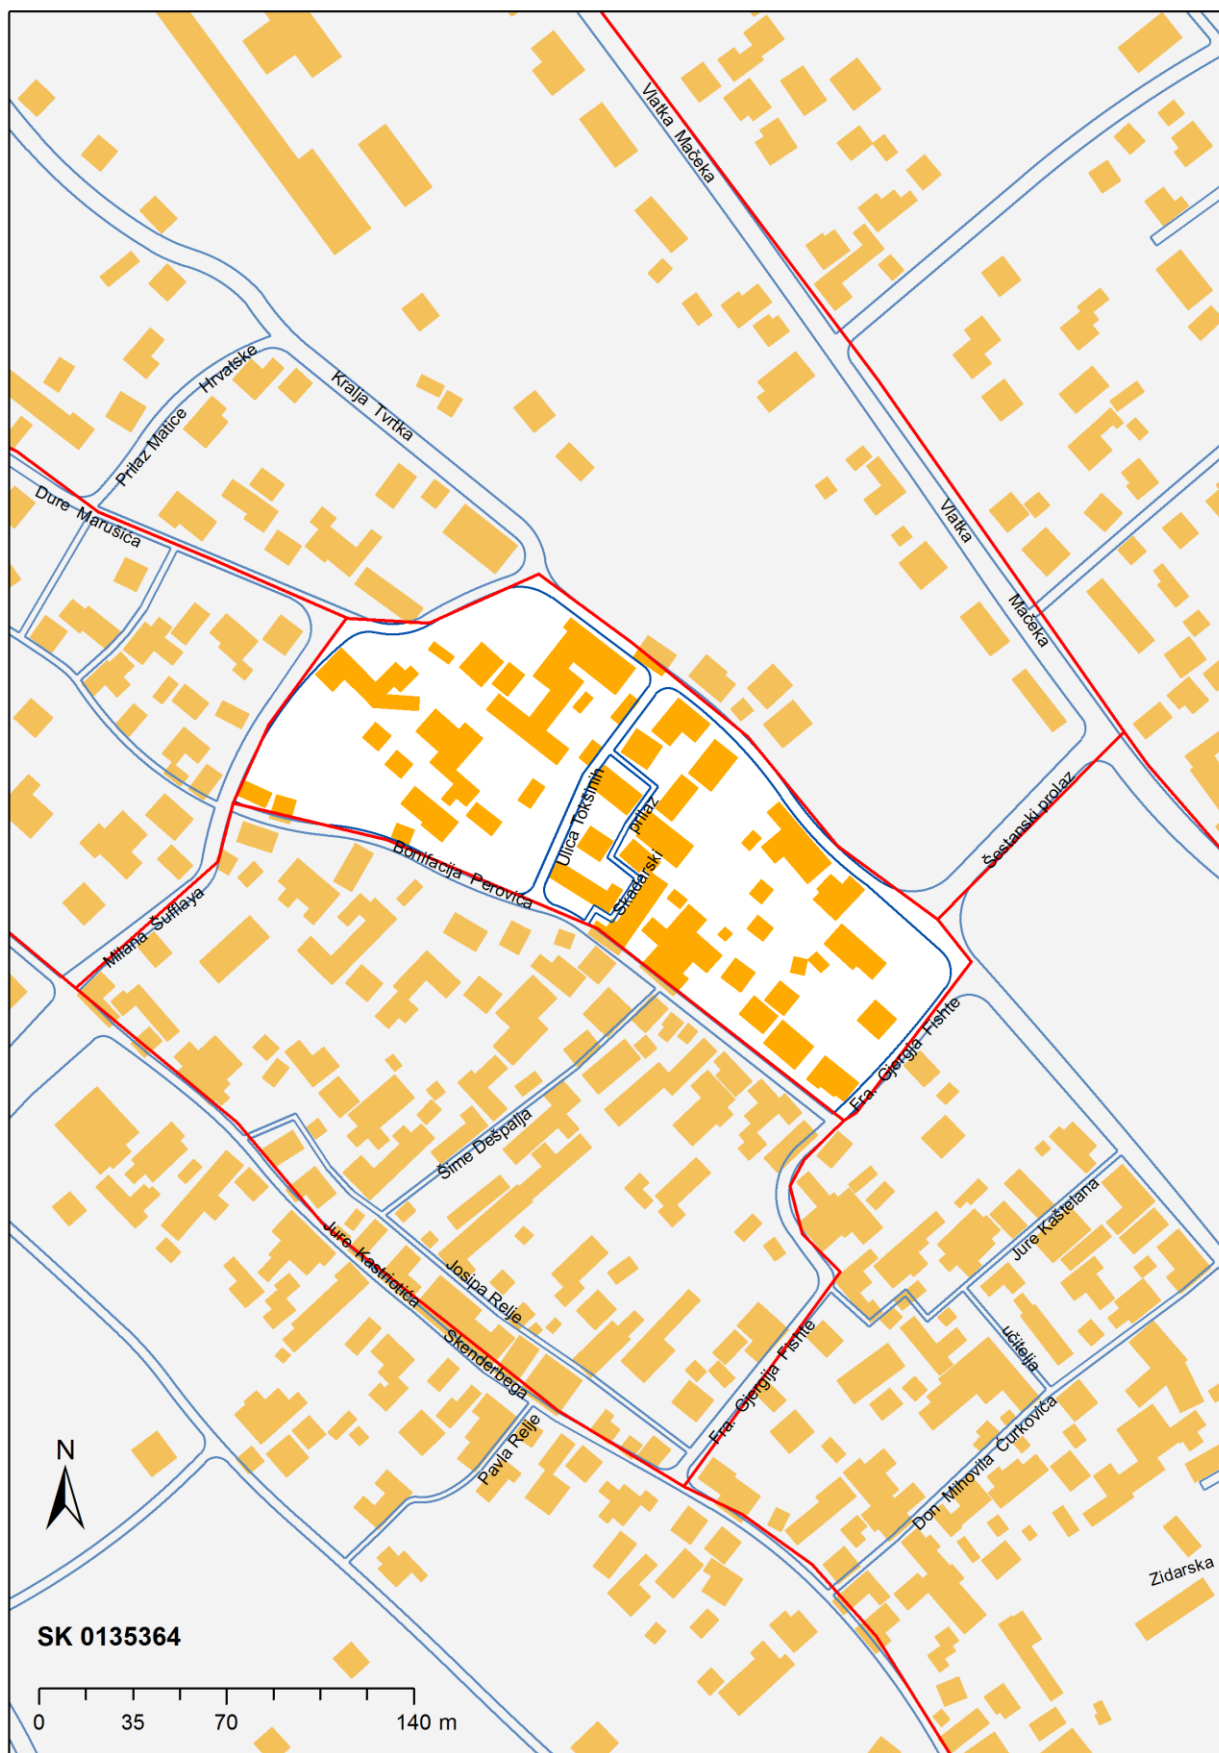 Vlatka Mačeka
Hrvatske
Prilaz Matice
Kralja Tvrtka
Đure Marušića
Vlatka
Mačeka
Ulica Tokšinih
prilaz
Skadarski
Šestanski prolaz
Bonifacija Perovića
Milana Šufflaya
Fra. Gjergja Fishte
Šime Dešpalja
Jure Kaštelana
Jure Kastriotića
Josipa Relje
Skenderbega
učitelja
Fra. Gjergija Fishte
Pavla Relje
Don Mihovila Čurkovića
N
Zidarska
SK 0135364
0 35 70 140 m